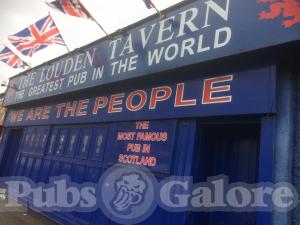 THE LOUDEN TAVERN
THE GREATEST PUB IN THE WORLD
WE ARE THE PEOPLE
THE
MOST FAMOUS
PUB IN
SCOTLAND
Pubs Galore